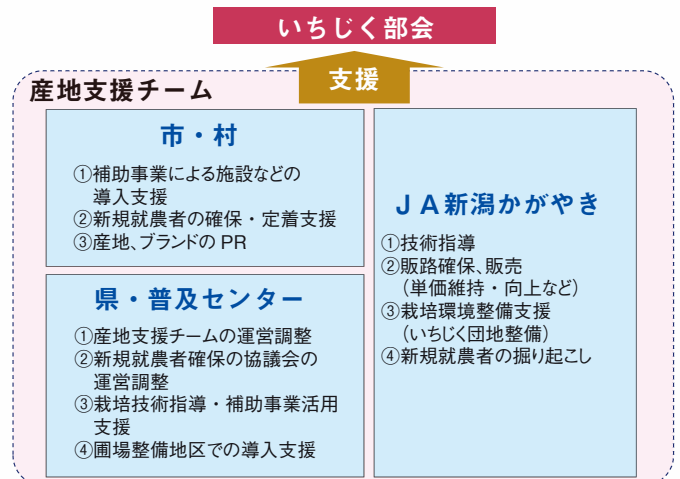 いちじく部会
支援
産地支援チーム
市・村
①補助事業による施設などの
導入支援
②新規就農者の確保・定着支援
③産地、ブランドのPR
県・普及センター
①産地支援チームの運営調整
②新規就農者確保の協議会の
運営調整
③栽培技術指導・補助事業活用
支援
④圃場整備地区での導入支援
ＪＡ新潟かがやき
①技術指導
②販路確保、販売
（単価維持・向上など）
③栽培環境整備支援
（いちじく団地整備）
④新規就農者の掘り起こし